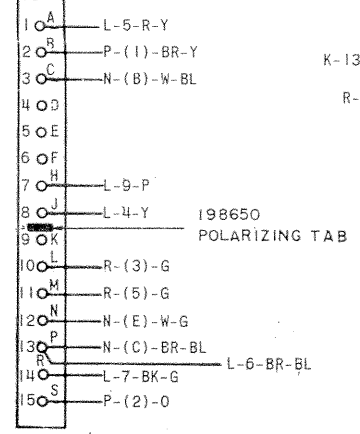 1 A L-5-R-Y
2 B P-(1)-BR-Y
K-13
3 C N-(B)-W-BL
R-
4 D
5 E
6 F
7 H L-9-P
8 J L-4-Y
198650
POLARIZING TAB
9 K
10 L R-(3)-G
11 M R-(5)-G
12 N N-(E)-W-G
13 P N-(C)-BR-BL
L-6-BR-BL
14 R L-7-BK-G
15 S P-(2)-O